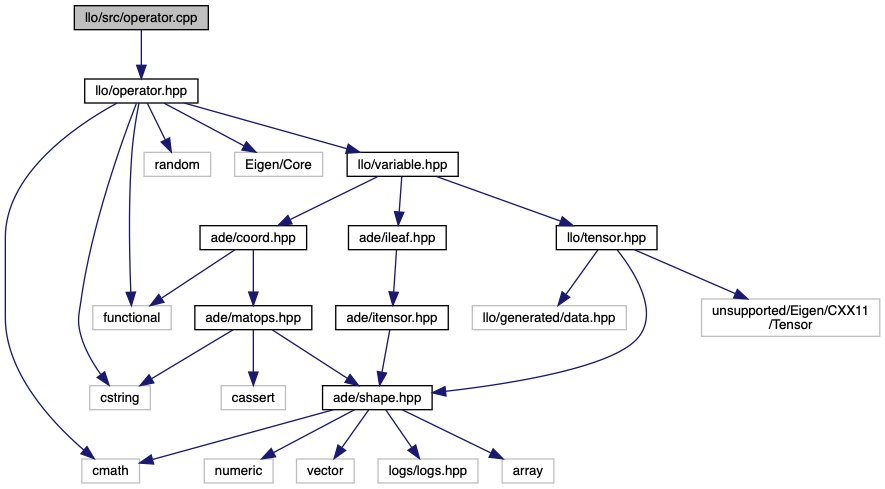 llo/src/operator.cpp
llo/operator.hpp
random
Eigen/Core
llo/variable.hpp
ade/coord.hpp
ade/ileaf.hpp
llo/tensor.hpp
functional
ade/matops.hpp
ade/itensor.hpp
llo/generated/data.hpp
unsupported/Eigen/CXX11
/Tensor
cstring
cassert
ade/shape.hpp
cmath
numeric
vector
logs/logs.hpp
array